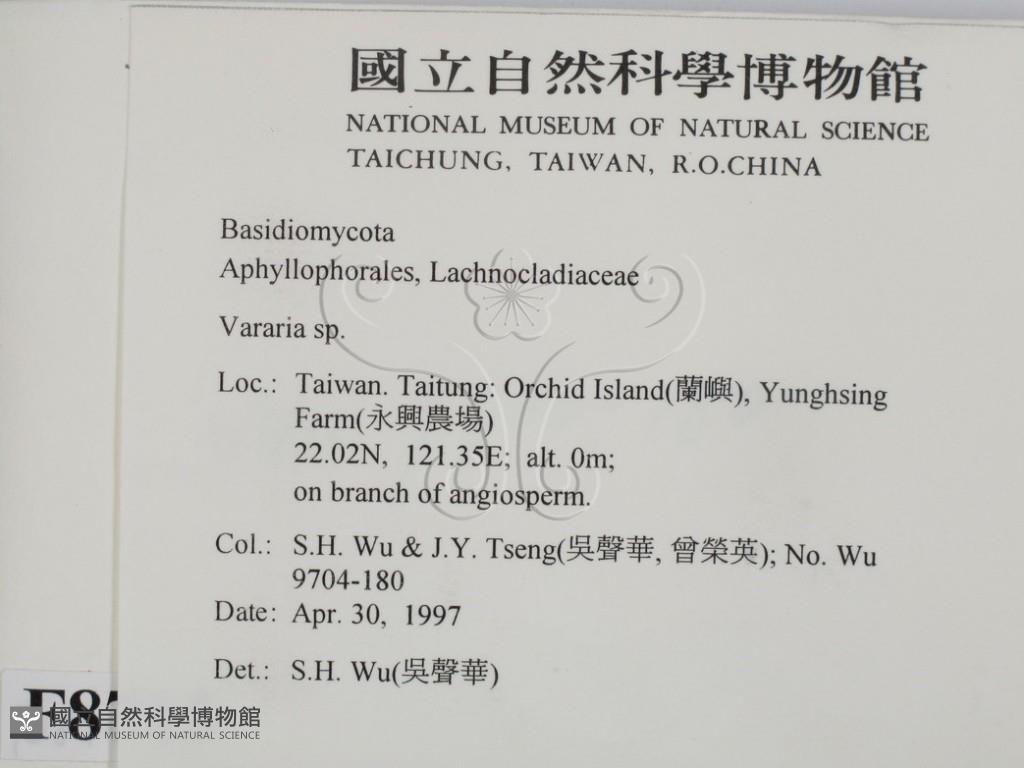 國立自然科學博物館
NATIONAL MUSEUM OF NATURAL SCIENCE
TAICHUNG, TAIWAN, R.O.CHINA
Basidiomycota
Aphyllophorales, Lachnocladiaceae
Vararia sp.
Loc.: Taiwan. Taitung: Orchid Island(蘭嶼), Yunghsing
Farm(永興農場)
22.02N, 121.35E; alt. 0m;
on branch of angiosperm.
Col.: S.H. Wu & J.Y. Tseng(吳聲華, 曾榮英); No. Wu
9704-180
Date: Apr. 30, 1997
Det.: S.H. Wu(吳聲華)
國立自然科學博物館
NATIONAL MUSEUM OF NATURAL SCIENCE